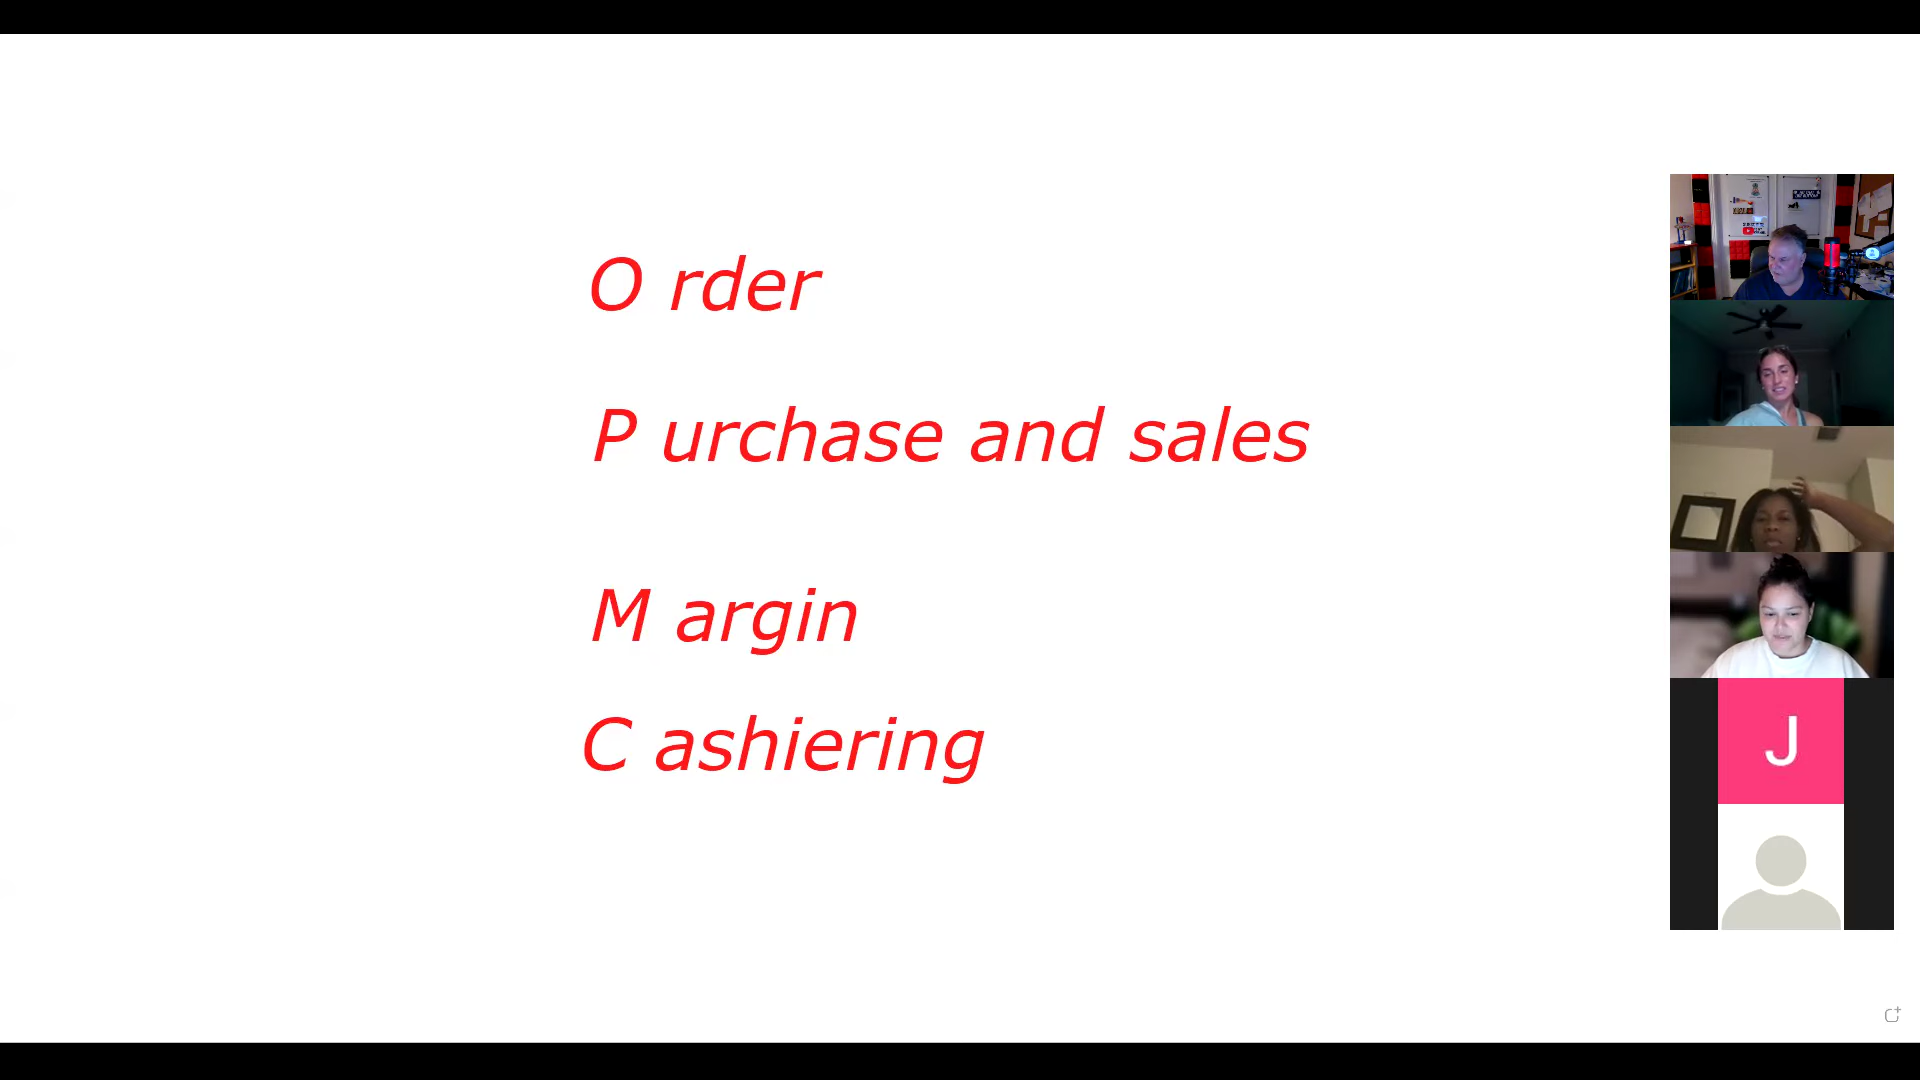 O rder
P urchase and sales
M argin
C ashiering
J